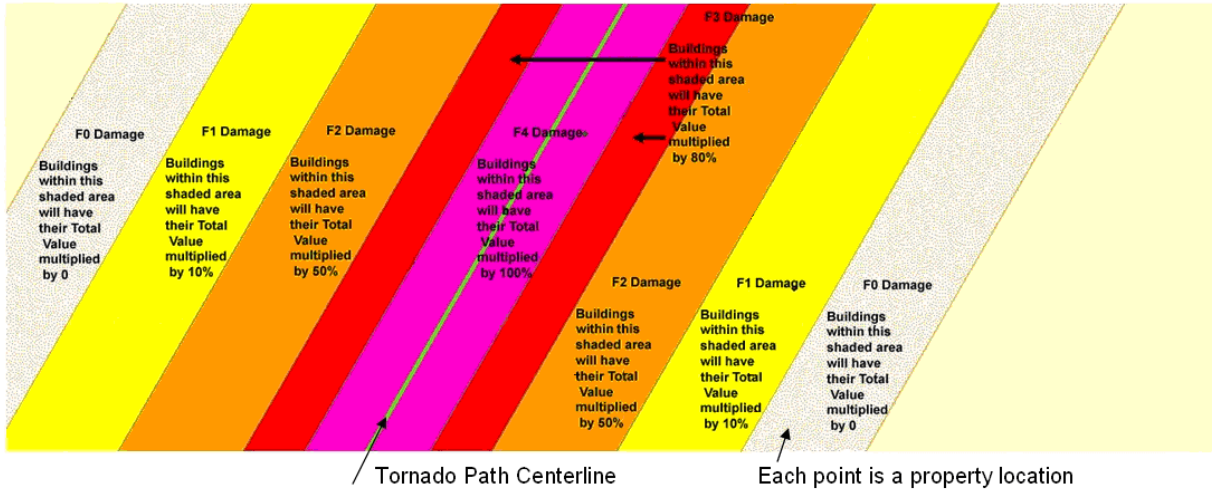 F3 Damage
Buildings
within this
shaded area
will have
their Total
Value
multiplied
by 80%
F0 Damage
Buildings
within this
shaded area
will have
their Total
Value
multiplied
by 0
F1 Damage
Buildings
within this
shaded area
will have
their Total
Value
multiplied
by 10%
F2 Damage
Buildings
within this
shaded area
will have
their Total
Value
multiplied
by 50%
F4 Damage
Buildings
within this
shaded area
will have
their Total
Value
multiplied
by 100%
F2 Damage
Buildings
within this
shaded area
will have
their Total
Value
multiplied
by 50%
F1 Damage
Buildings
within this
shaded area
will have
their Total
Value
multiplied
by 10%
F0 Damage
Buildings
within this
shaded area
will have
their Total
Value
multiplied
by 0
Tornado Path Centerline
Each point is a property location